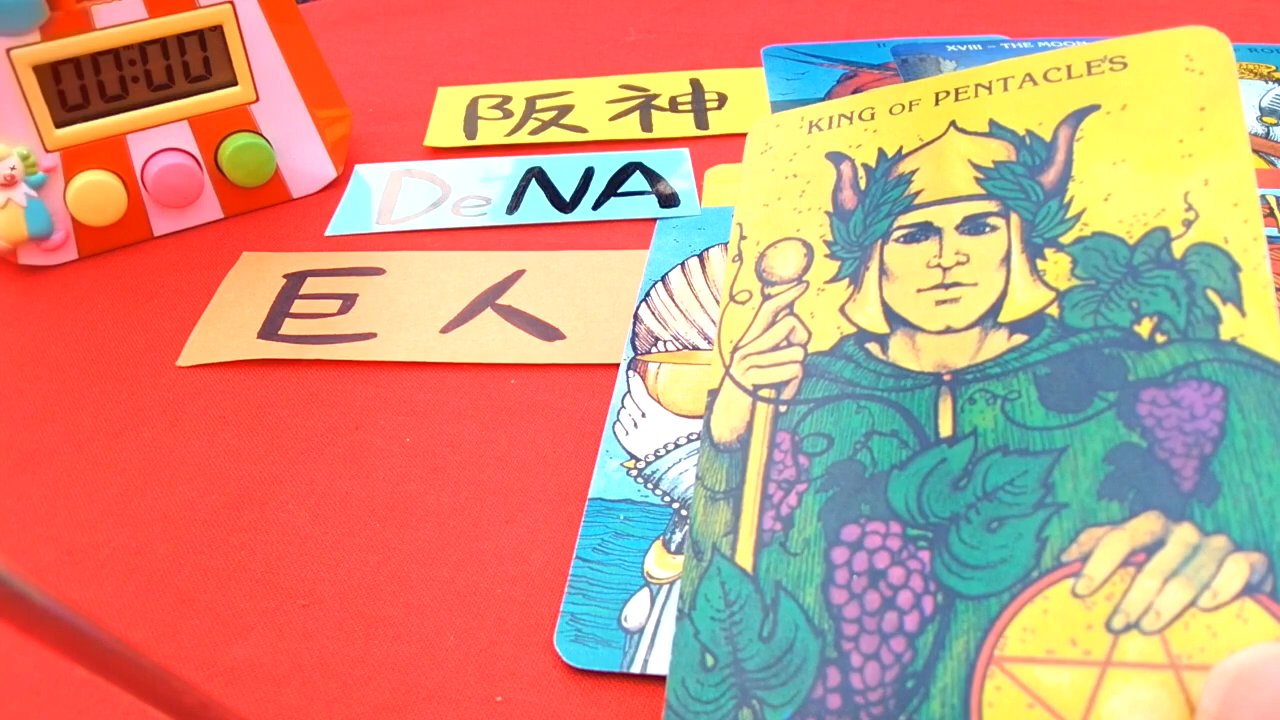 00:00
阪神
XVIII - THE MOON
KING OF PENTACLES
DeNA
巨人